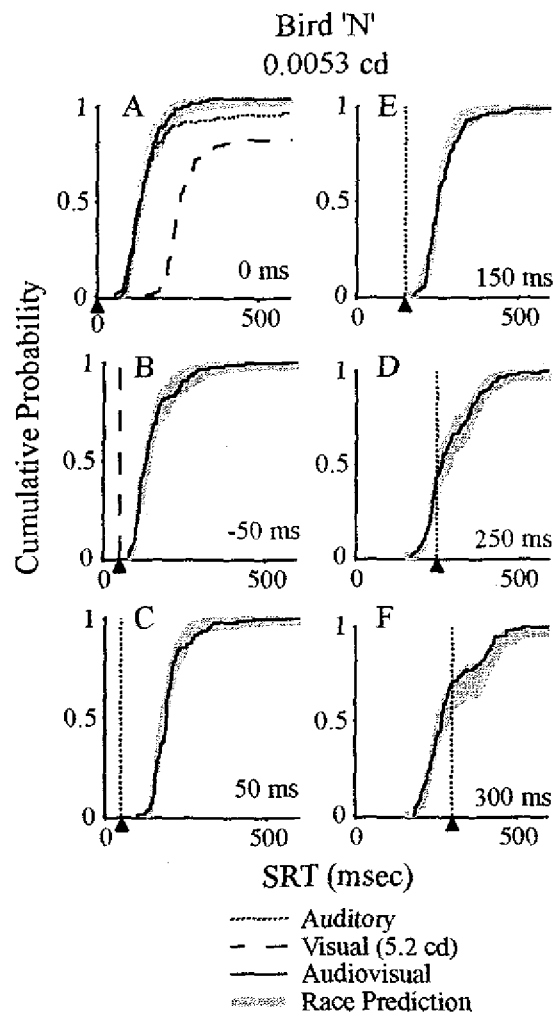 Bird 'N'
0.0053 cd
Cumulative Probability
A
1
0.5
0
0 ms
0
500
E
1
0.5
0
150 ms
0
500
B
1
0.5
0
-50 ms
0
500
D
1
0.5
0
250 ms
0
500
C
1
0.5
0
50 ms
0
500
F
1
0.5
0
300 ms
0
500
SRT (msec)
Auditory
Visual (5.2 cd)
Audiovisual
Race Prediction